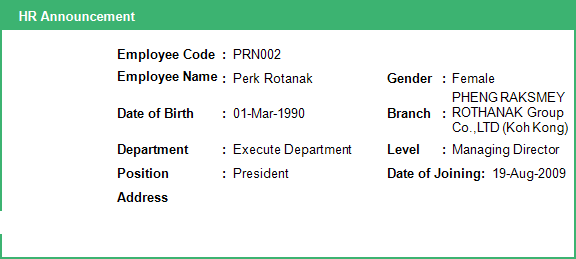 HR Announcement
Employee Code : PRN002
Employee Name : Perk Rotanak Gender : Female
Date of Birth : 01-Mar-1990 Branch : PHENG RAKSMEY
ROTHANAK Group
Co.,LTD (Koh Kong)
Department : Execute Department Level : Managing Director
Position : President Date of Joining: 19-Aug-2009
Address